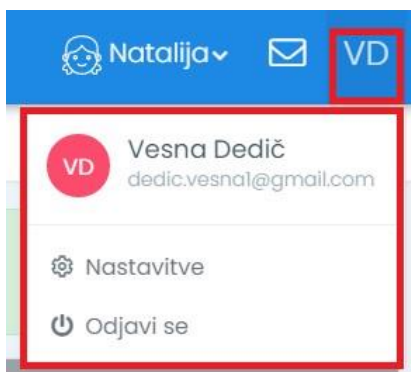 Natalija VD
VD Vesna Dedič
dedic.vesna1@gmail.com
Nastavitve
Odjavi se